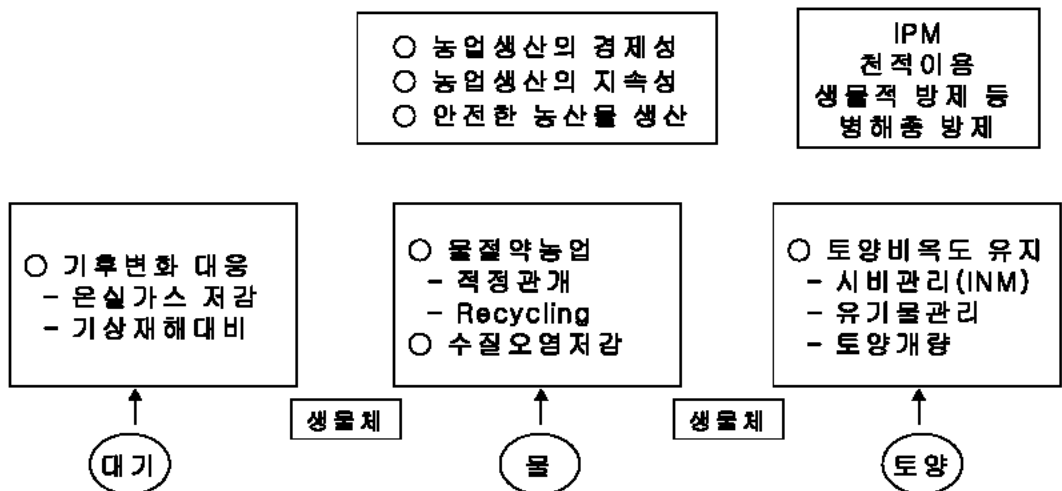 ○ 농업생산의 경제성
○ 농업생산의 지속성
○ 안전한 농산물 생산
IPM
천적이용
생물적 방제 등
병해충 방제
○ 기후변화 대응
- 온실가스 저감
- 기상재해대비
○ 물절약농업
- 적정관개
- Recycling
○ 수질오염저감
○ 토양비옥도 유지
- 시비관리(INM)
- 유기물관리
- 토양개량
생물체
생물체
대기
물
토양